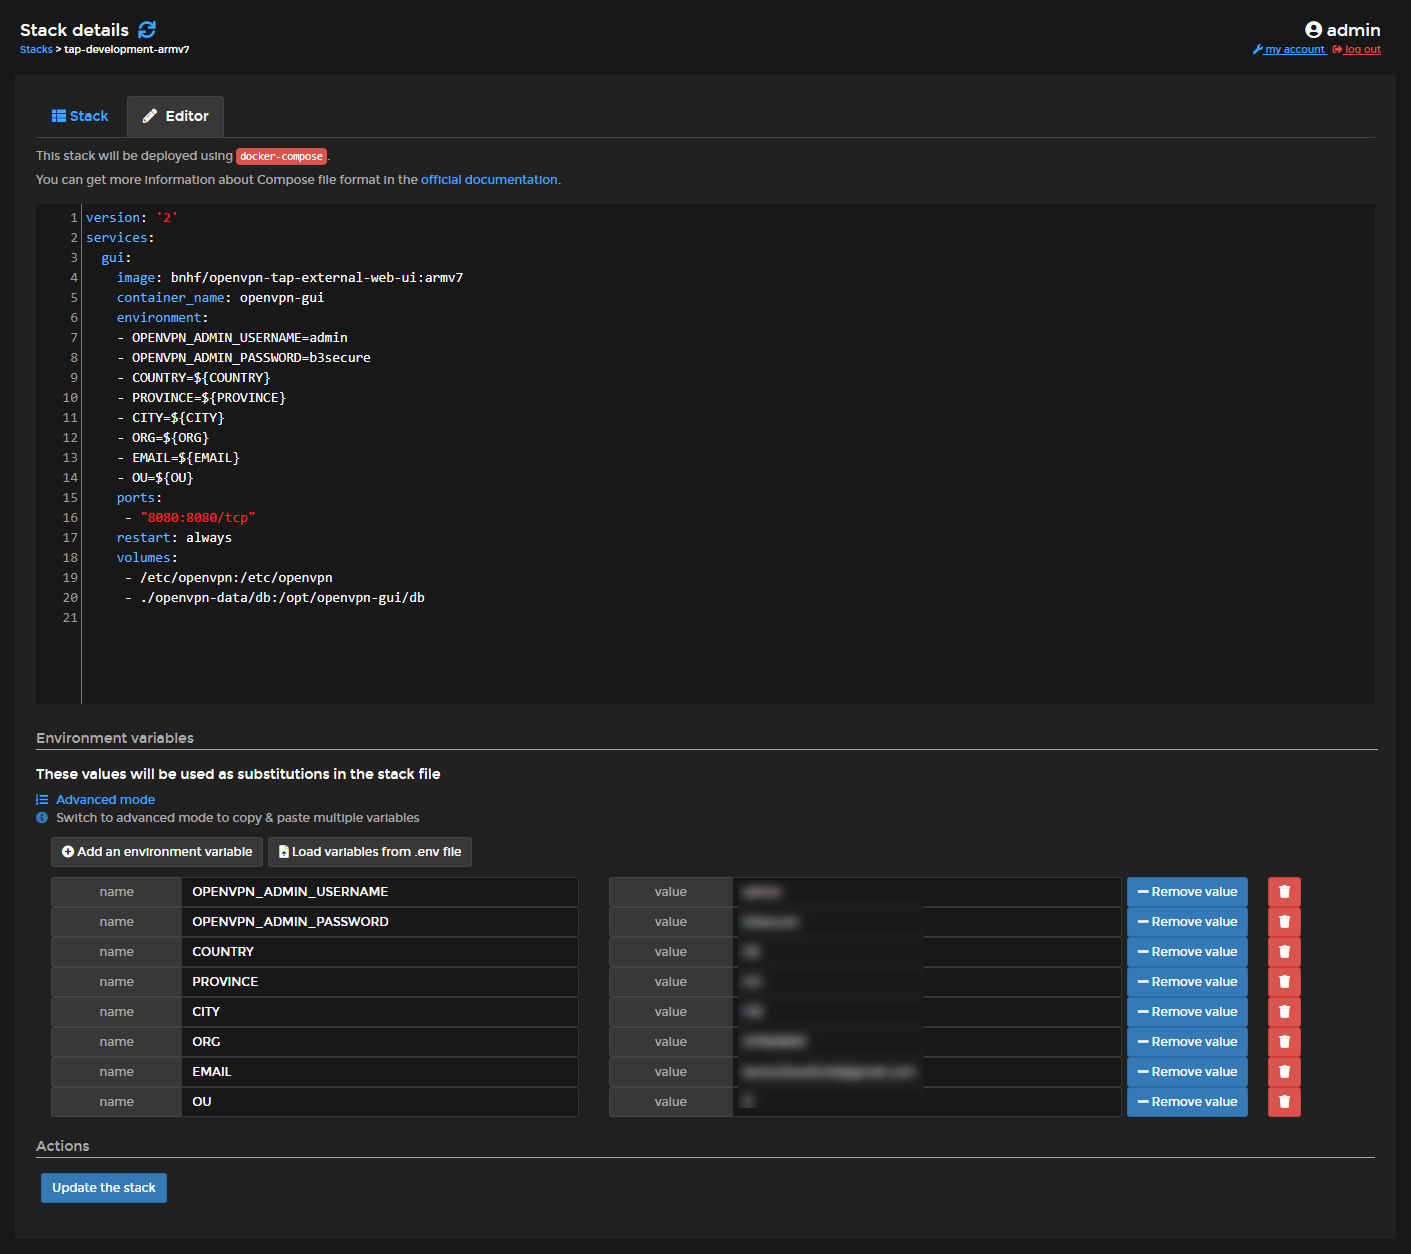 Stack details
admin
Stacks > tap-development-armv7
my account log out
Stack Editor
This stack will be deployed using docker-compose.
You can get more information about Compose file format in the official documentation.
1 version: '2'
2 services:
3 gui:
4 image: bnhf/openvpn-tap-external-web-ui:armv7
5 container_name: openvpn-gui
6 environment:
7 - OPENVPN_ADMIN_USERNAME=admin
8 - OPENVPN_ADMIN_PASSWORD=b3secure
9 - COUNTRY=${COUNTRY}
10 - PROVINCE=${PROVINCE}
11 - CITY=${CITY}
12 - ORG=${ORG}
13 - EMAIL=${EMAIL}
14 - OU=${OU}
15 ports:
16 - "8080:8080/tcp"
17 restart: always
18 volumes:
19 - /etc/openvpn:/etc/openvpn
20 - ./openvpn-data/db:/opt/openvpn-gui/db
21
Environment variables
These values will be used as substitutions in the stack file
Advanced mode
Switch to advanced mode to copy & paste multiple variables
Add an environment variable Load variables from .env file
name OPENVPN_ADMIN_USERNAME value Remove value
name OPENVPN_ADMIN_PASSWORD value Remove value
name COUNTRY value Remove value
name PROVINCE value Remove value
name CITY value Remove value
name ORG value Remove value
name EMAIL value Remove value
name OU value Remove value
Actions
Update the stack